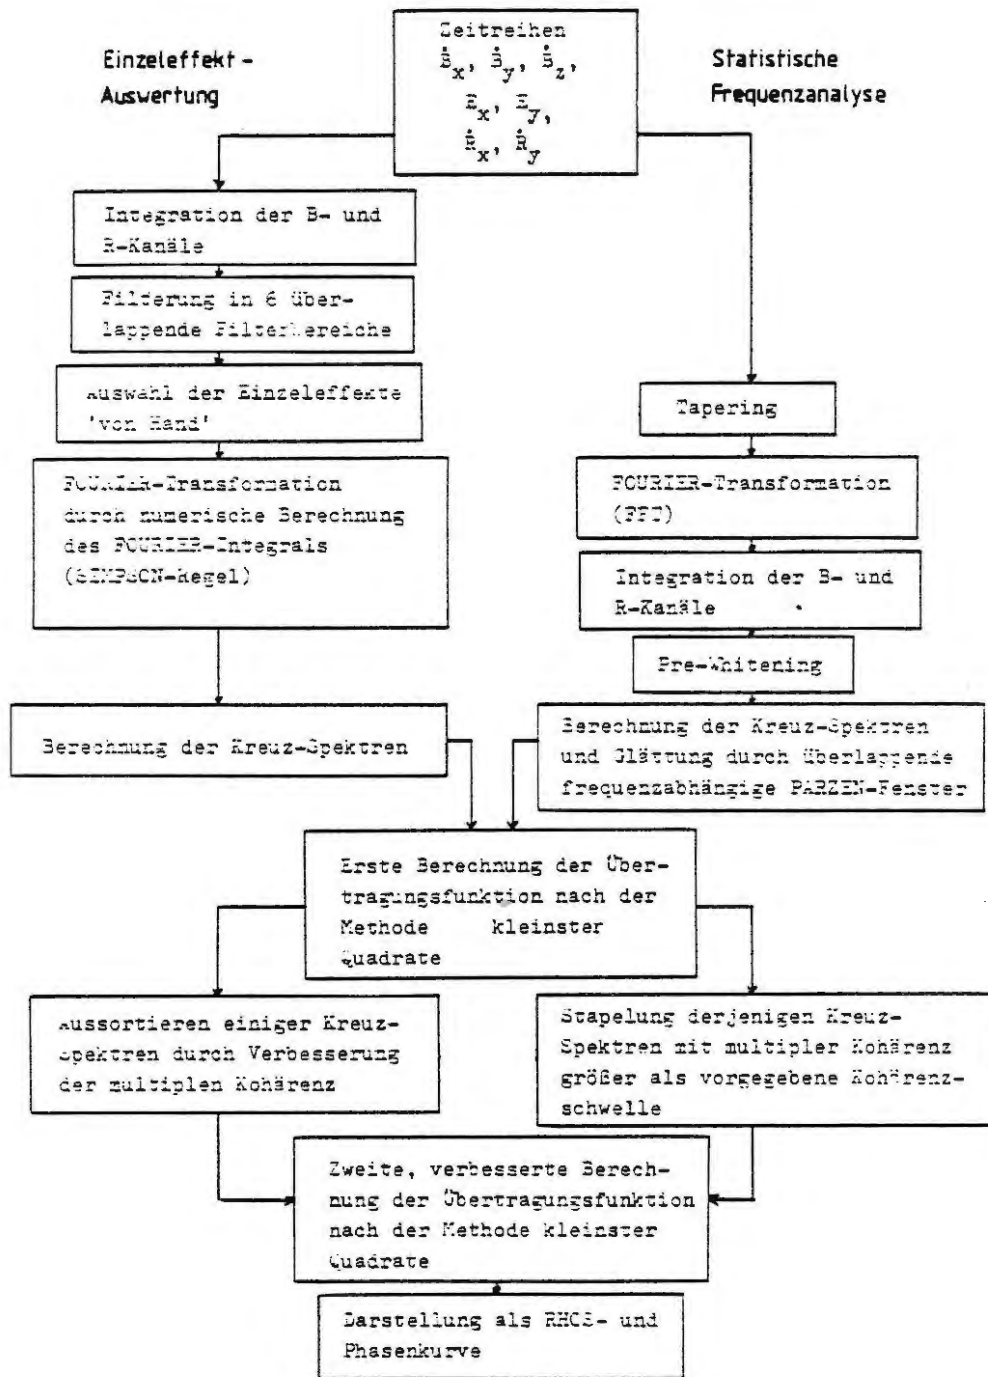 Einzeleffekt-
Auswertung
Zeitreihen
Ḃx, Ḃy, Ḃz,
Ex, Ey,
Ṙx, Ṙy
Statistische
Frequenzanalyse
Integration der B- und
R-Kanäle
Filterung in 6 über-
lappende Filterbereiche
Auswahl der Einzeleffekte
'von Hand'
FOURIER-Transformation
durch numerische Berechnung
des FOURIER-Integrals
(SIMPSON-Regel)
Berechnung der Kreuz-Spektren
Tapering
FOURIER-Transformation
(FFT)
Integration der B- und
R-Kanäle
Pre-Whitening
Berechnung der Kreuz-Spektren
und Glättung durch überlappende
frequenzabhängige PARZEN-Fenster
Erste Berechnung der Über-
tragungsfunktion nach der
Methode kleinster
Quadrate
Aussortieren einiger Kreuz-
Spektren durch Verbesserung
der multiplen Kohärenz
Stapelung derjenigen Kreuz-
Spektren mit multipler Kohärenz
größer als vorgegebene Kohärenz-
schwelle
Zweite, verbesserte Berech-
nung der Übertragungsfunktion
nach der Methode kleinster
Quadrate
Darstellung als RHOS- und
Phasenkurve